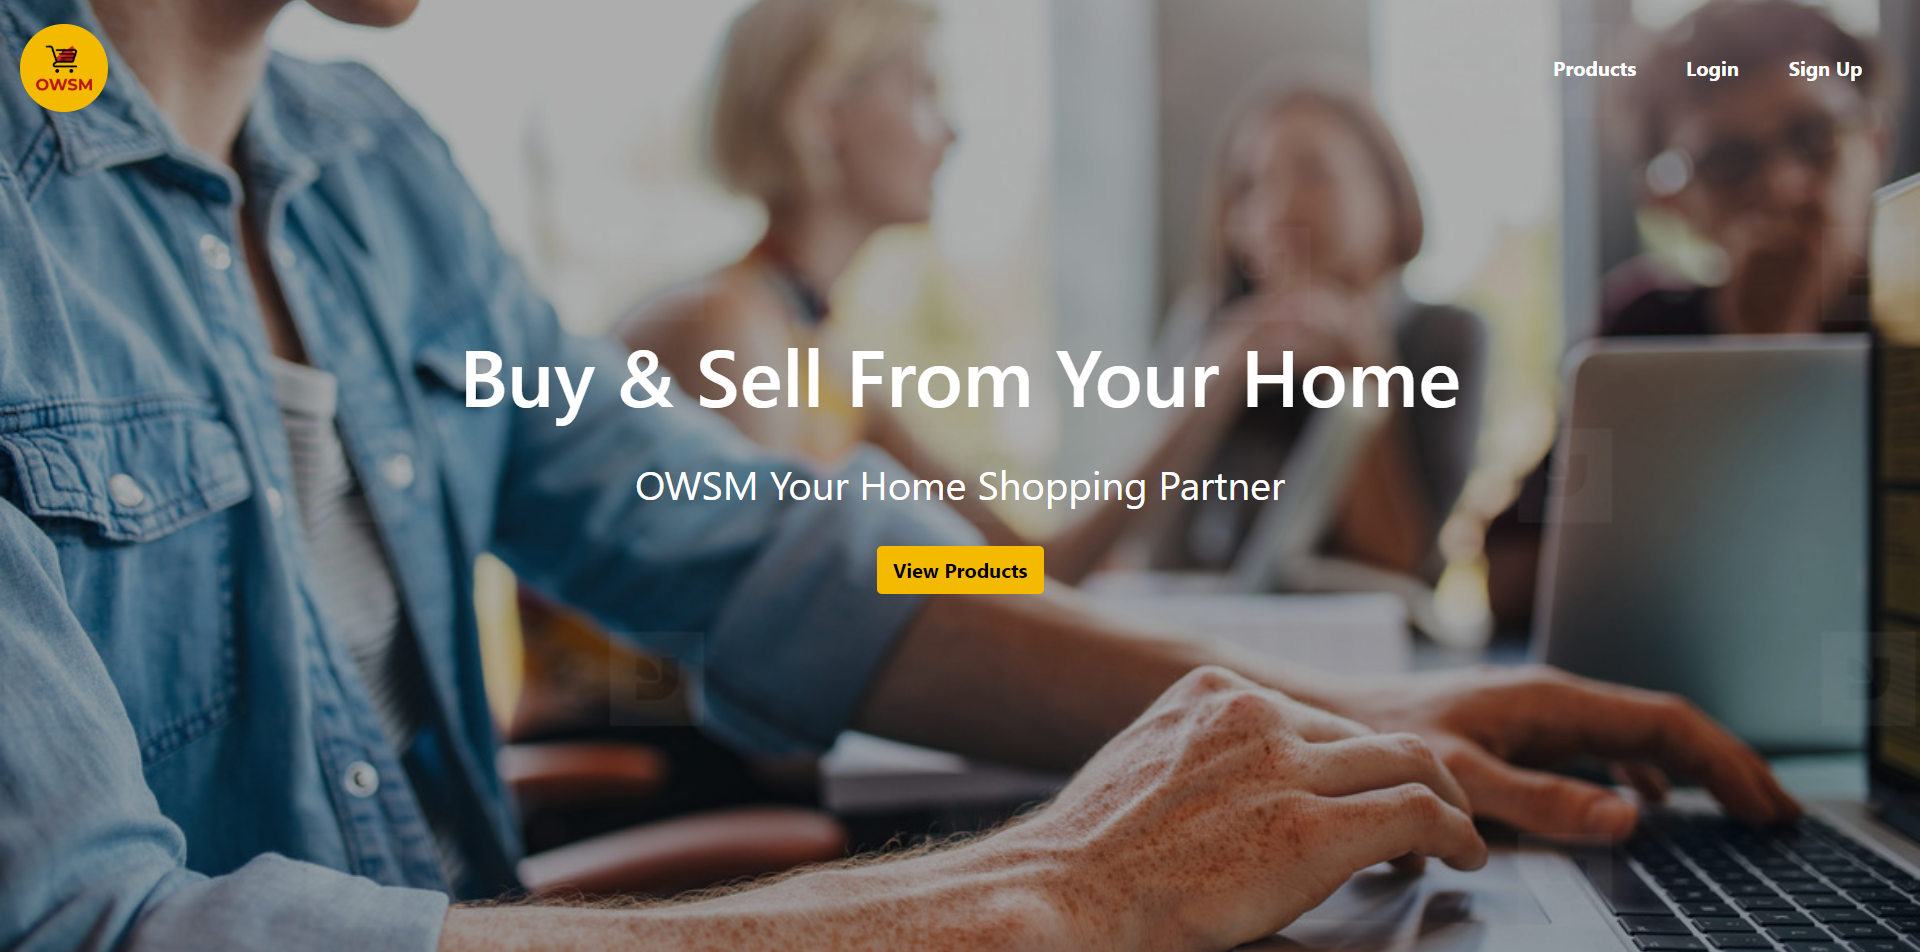 OWSM
Products
Login
Sign Up
Buy & Sell From Your Home
OWSM Your Home Shopping Partner
View Products